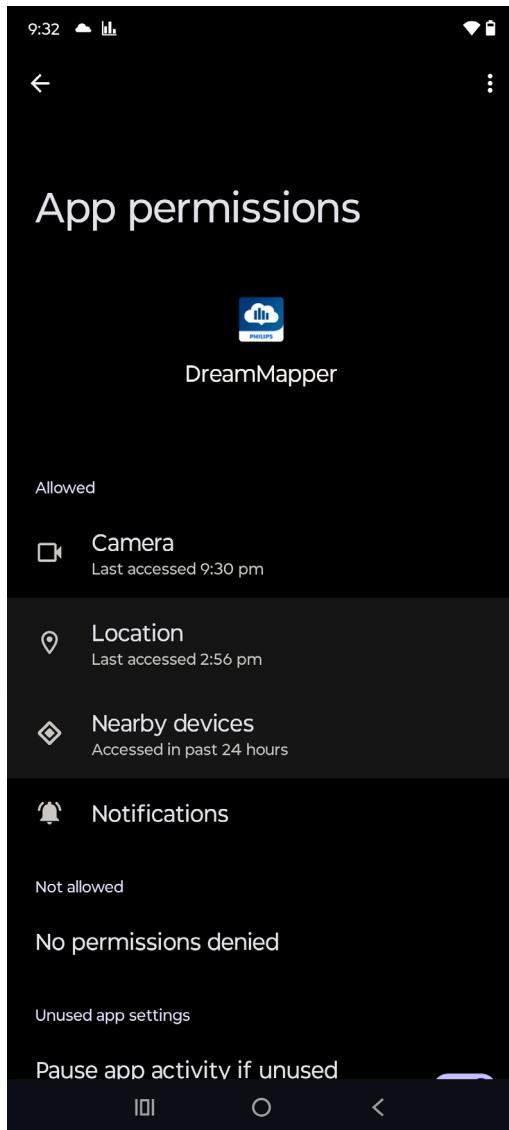 9:32
App permissions
PHILIPS
DreamMapper
Allowed
Camera
Last accessed 9:30 pm
Location
Last accessed 2:56 pm
Nearby devices
Accessed in past 24 hours
Notifications
Not allowed
No permissions denied
Unused app settings
Pause app activity if unused